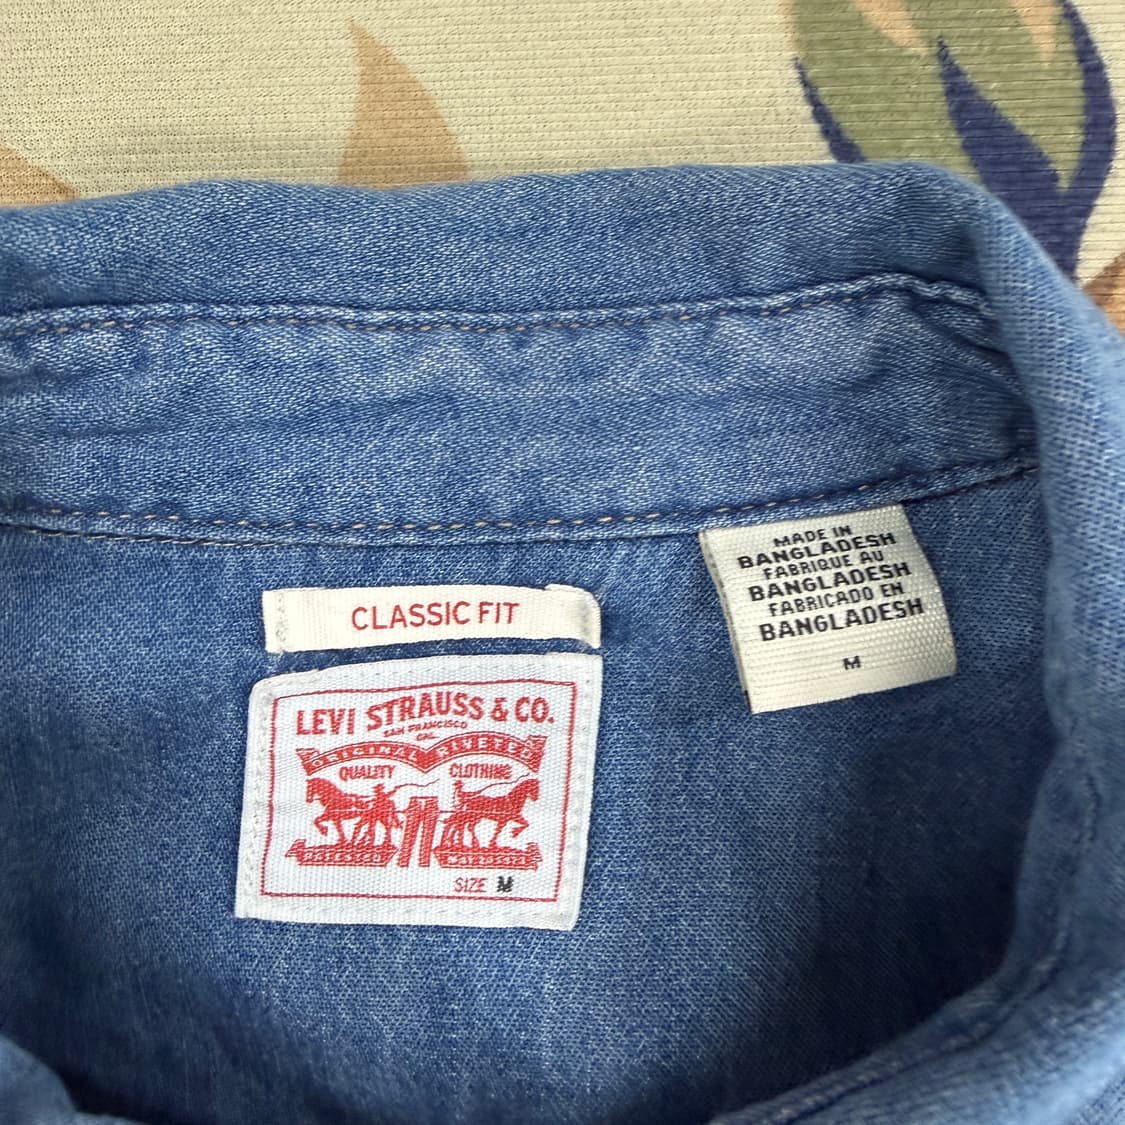 CLASSIC FIT
LEVI STRAUSS & CO.
SAN FRANCISCO
CAL.
ORIGINAL RIVETED
QUALITY CLOTHING
PATENTED
SIZE M
MADE IN
BANGLADESH
FABRIQUE AU
BANGLADESH
FABRICADO EN
BANGLADESH
M